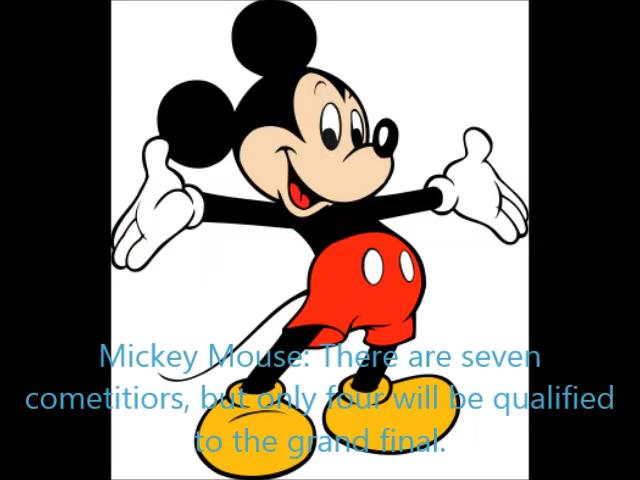 Mickey Mouse: There are seven
cometitiors, but only four will be qualified
to the grand final.